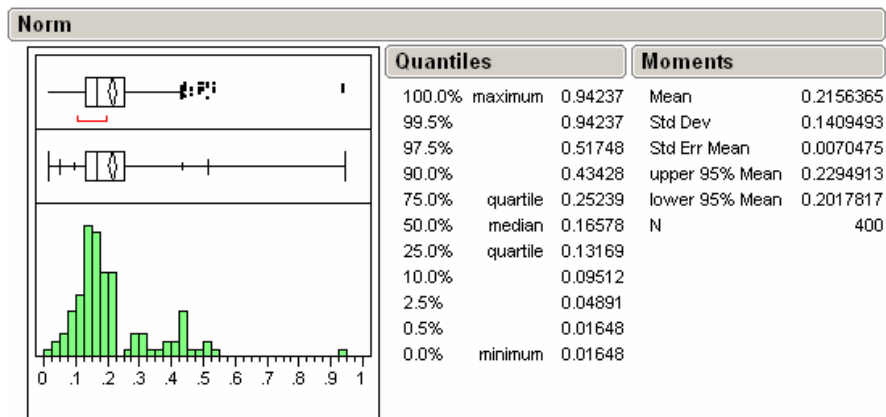 Norm
0 .1 .2 .3 .4 .5 .6 .7 .8 .9 1
Quantiles
100.0% maximum 0.94237
99.5% 0.94237
97.5% 0.51748
90.0% 0.43428
75.0% quartile 0.25239
50.0% median 0.16578
25.0% quartile 0.13169
10.0% 0.09512
2.5% 0.04891
0.5% 0.01648
0.0% minimum 0.01648
Moments
Mean 0.2156365
Std Dev 0.1409493
Std Err Mean 0.0070475
upper 95% Mean 0.2294913
lower 95% Mean 0.2017817
N 400